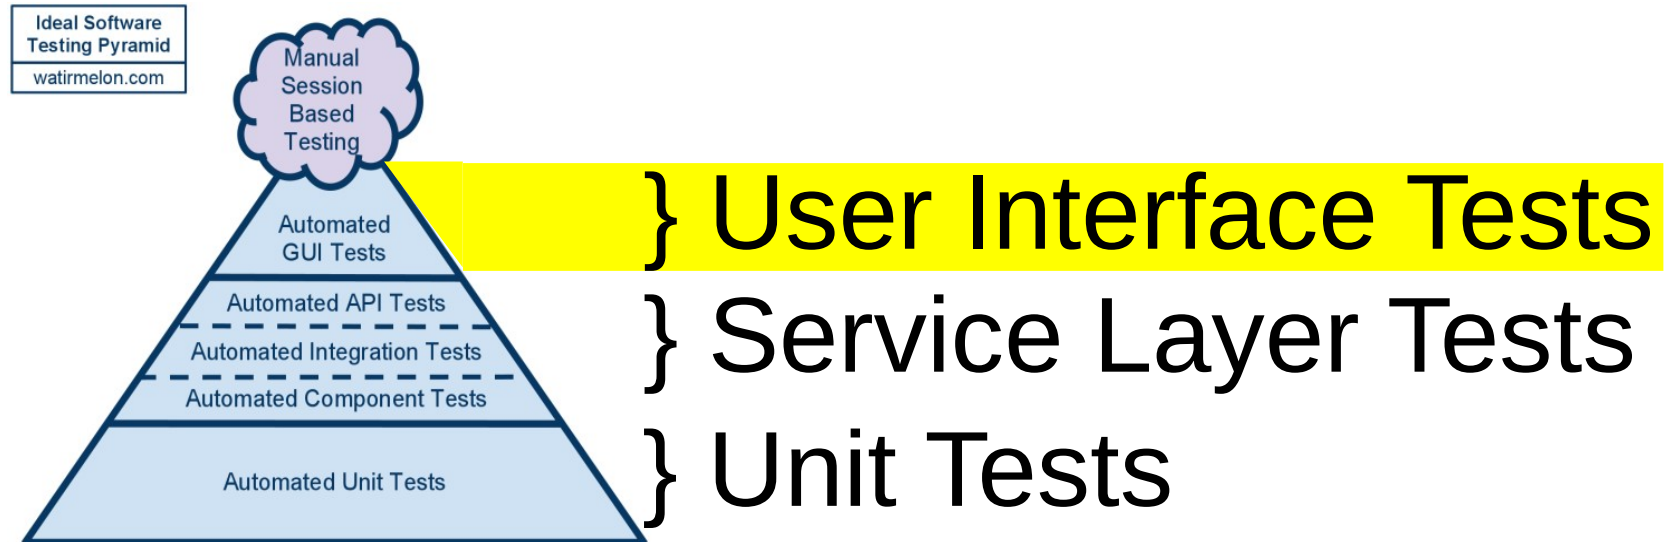 Ideal Software
Testing Pyramid
watirmelon.com
Manual
Session
Based
Testing
Automated
GUI Tests
} User Interface Tests
Automated API Tests
Automated Integration Tests
Automated Component Tests
} Service Layer Tests
Automated Unit Tests
} Unit Tests